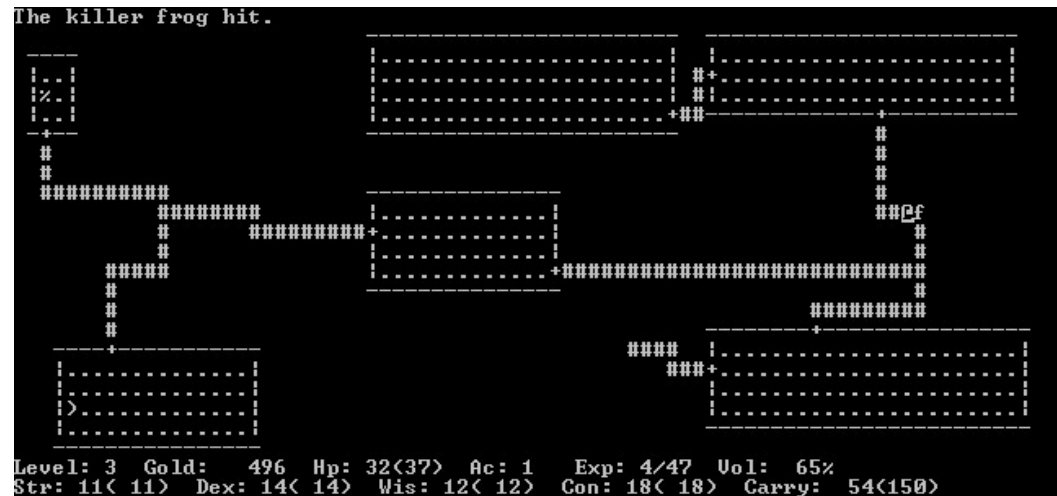 The killer frog hit.
Level: 3 Gold: 496 Hp: 32(37) Ac: 1 Exp: 4/47 Vol: 65%
Str: 11( 11) Dex: 14( 14) Wis: 12( 12) Con: 18( 18) Carry: 54(150)